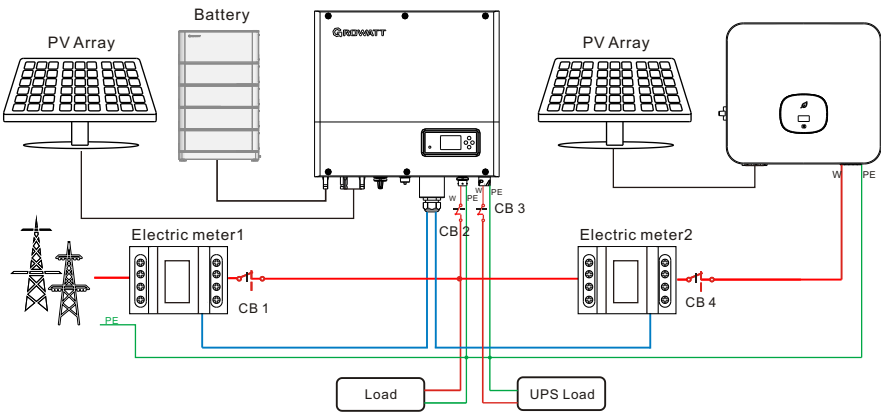 Battery
PV Array
GROWATT
PV Array
W
PE
W
PE
W
PE
CB 3
CB 2
Electric meter1
Electric meter2
CB 1
CB 4
PE
Load
UPS Load